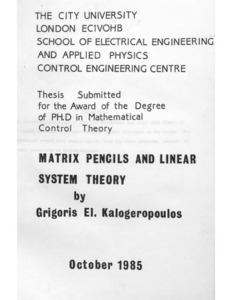 THE CITY UNIVERSITY
LONDON EC1V0HB
SCHOOL OF ELECTRICAL ENGINEERING
AND APPLIED PHYSICS
CONTROL ENGINEERING CENTRE
Thesis Submitted
for the Award of the Degree
of PH.D in Mathematical
Control Theory
MATRIX PENCILS AND LINEAR
SYSTEM THEORY
by
Grigoris El. Kalogeropoulos
October 1985